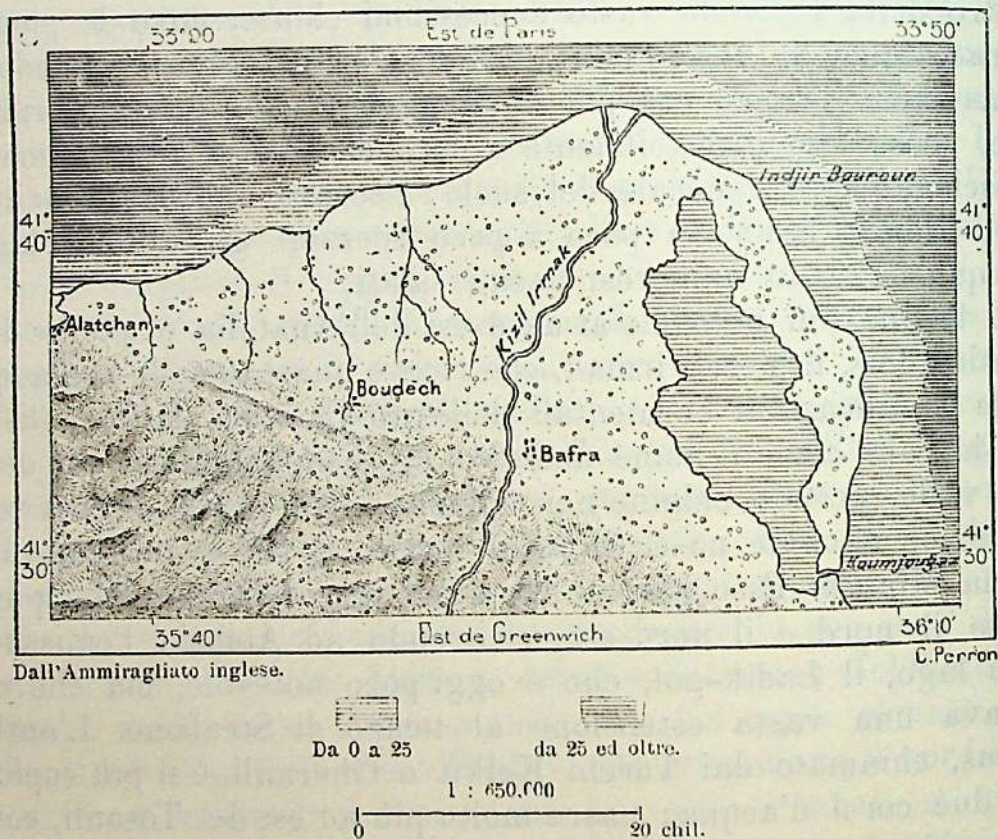 33°20' Est de Paris 33°50'
Indjir Bouroun
41° 40'
41° 40'
Kizil Irmak
Alatchan
Boudech
Bafra
41° 30'
41° 30'
35°40' Est de Greenwich 36°10'
Dall'Ammiragliato inglese.
C. Perron
Da 0 a 25
da 25 ed oltre.
1 : 650,000
0 20 chil.